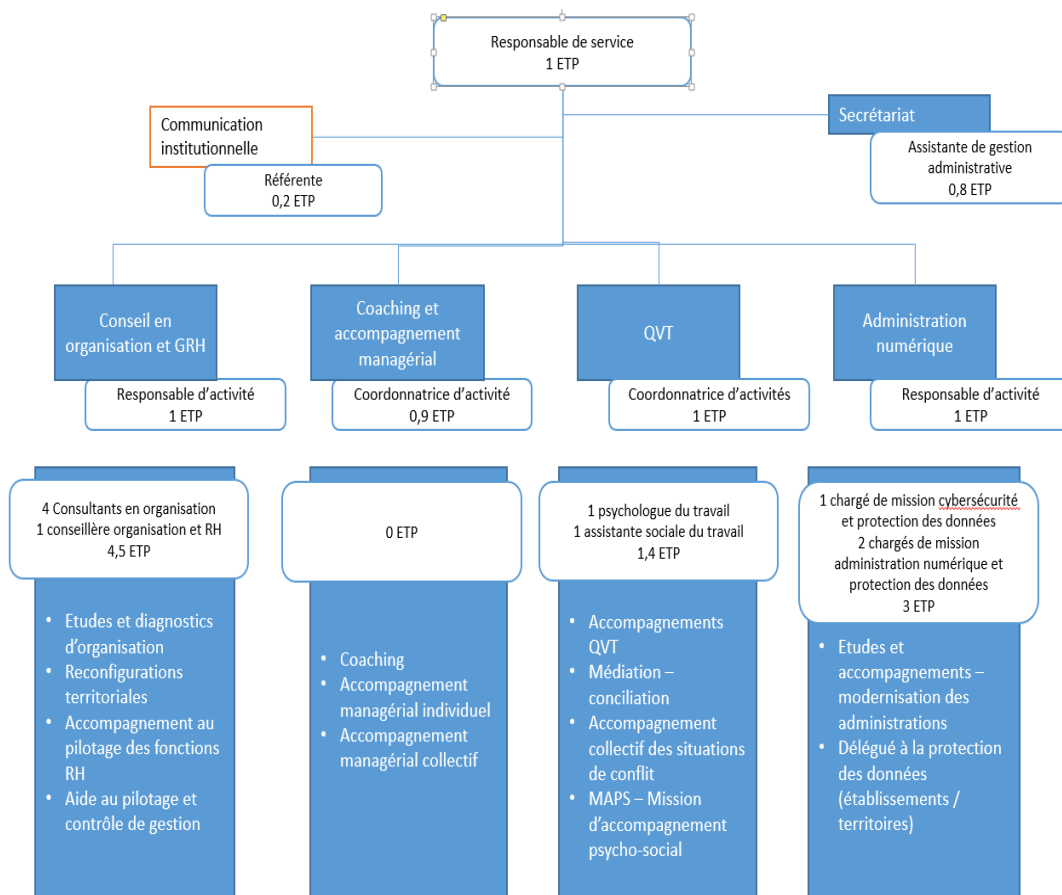 Responsable de service
1 ETP
Communication
institutionnelle
Référente
0,2 ETP
Secrétariat
Assistante de gestion
administrative
0,8 ETP
Conseil en
organisation et GRH
Responsable d’activité
1 ETP
Coaching et
accompagnement
managérial
Coordonnatrice d’activité
0,9 ETP
QVT
Coordonnatrice d’activités
1 ETP
Administration
numérique
Responsable d’activité
1 ETP
4 Consultants en organisation
1 conseillère organisation et RH
4,5 ETP
• Etudes et diagnostics
d’organisation
• Reconfigurations
territoriales
• Accompagnement au
pilotage des fonctions
RH
• Aide au pilotage et
contrôle de gestion
0 ETP
• Coaching
• Accompagnement
managérial individuel
• Accompagnement
managérial collectif
1 psychologue du travail
1 assistante sociale du travail
1,4 ETP
• Accompagnements
QVT
• Médiation –
conciliation
• Accompagnement
collectif des situations
de conflit
• MAPS – Mission
d’accompagnement
psycho-social
1 chargé de mission cybersécurité
et protection des données
2 chargés de mission
administration numérique et
protection des données
3 ETP
• Etudes et
accompagnements –
modernisation des
administrations
• Délégué à la protection
des données
(établissements /
territoires)